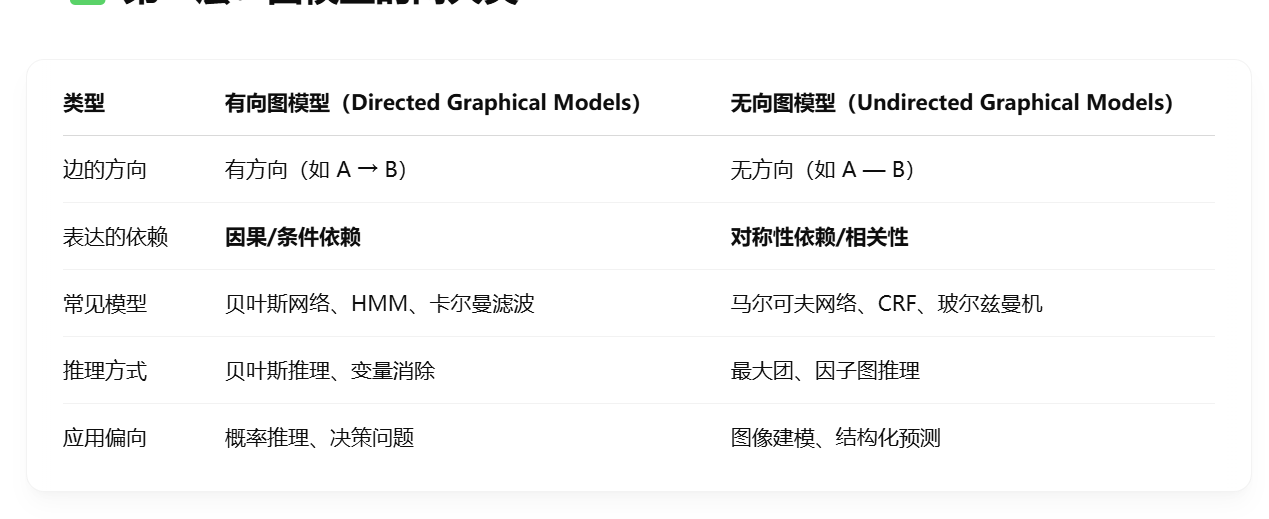 类型 有向图模型（Directed Graphical Models） 无向图模型（Undirected Graphical Models）
边的方向 有方向（如 A → B） 无方向（如 A — B）
表达的依赖 因果/条件依赖 对称性依赖/相关性
常见模型 贝叶斯网络、HMM、卡尔曼滤波 马尔可夫网络、CRF、玻尔兹曼机
推理方式 贝叶斯推理、变量消除 最大团、因子图推理
应用偏向 概率推理、决策问题 图像建模、结构化预测